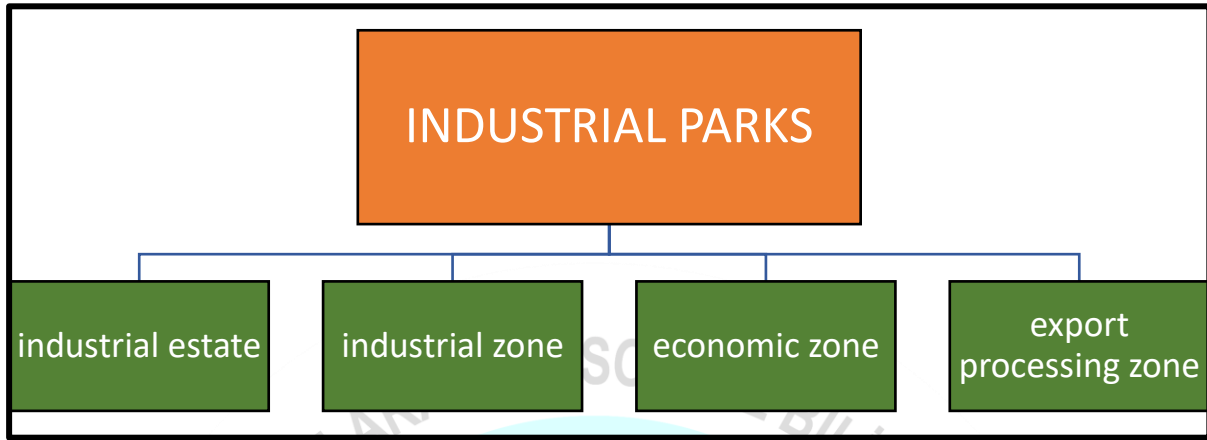 INDUSTRIAL PARKS
industrial estate
industrial zone
economic zone
export
processing zone